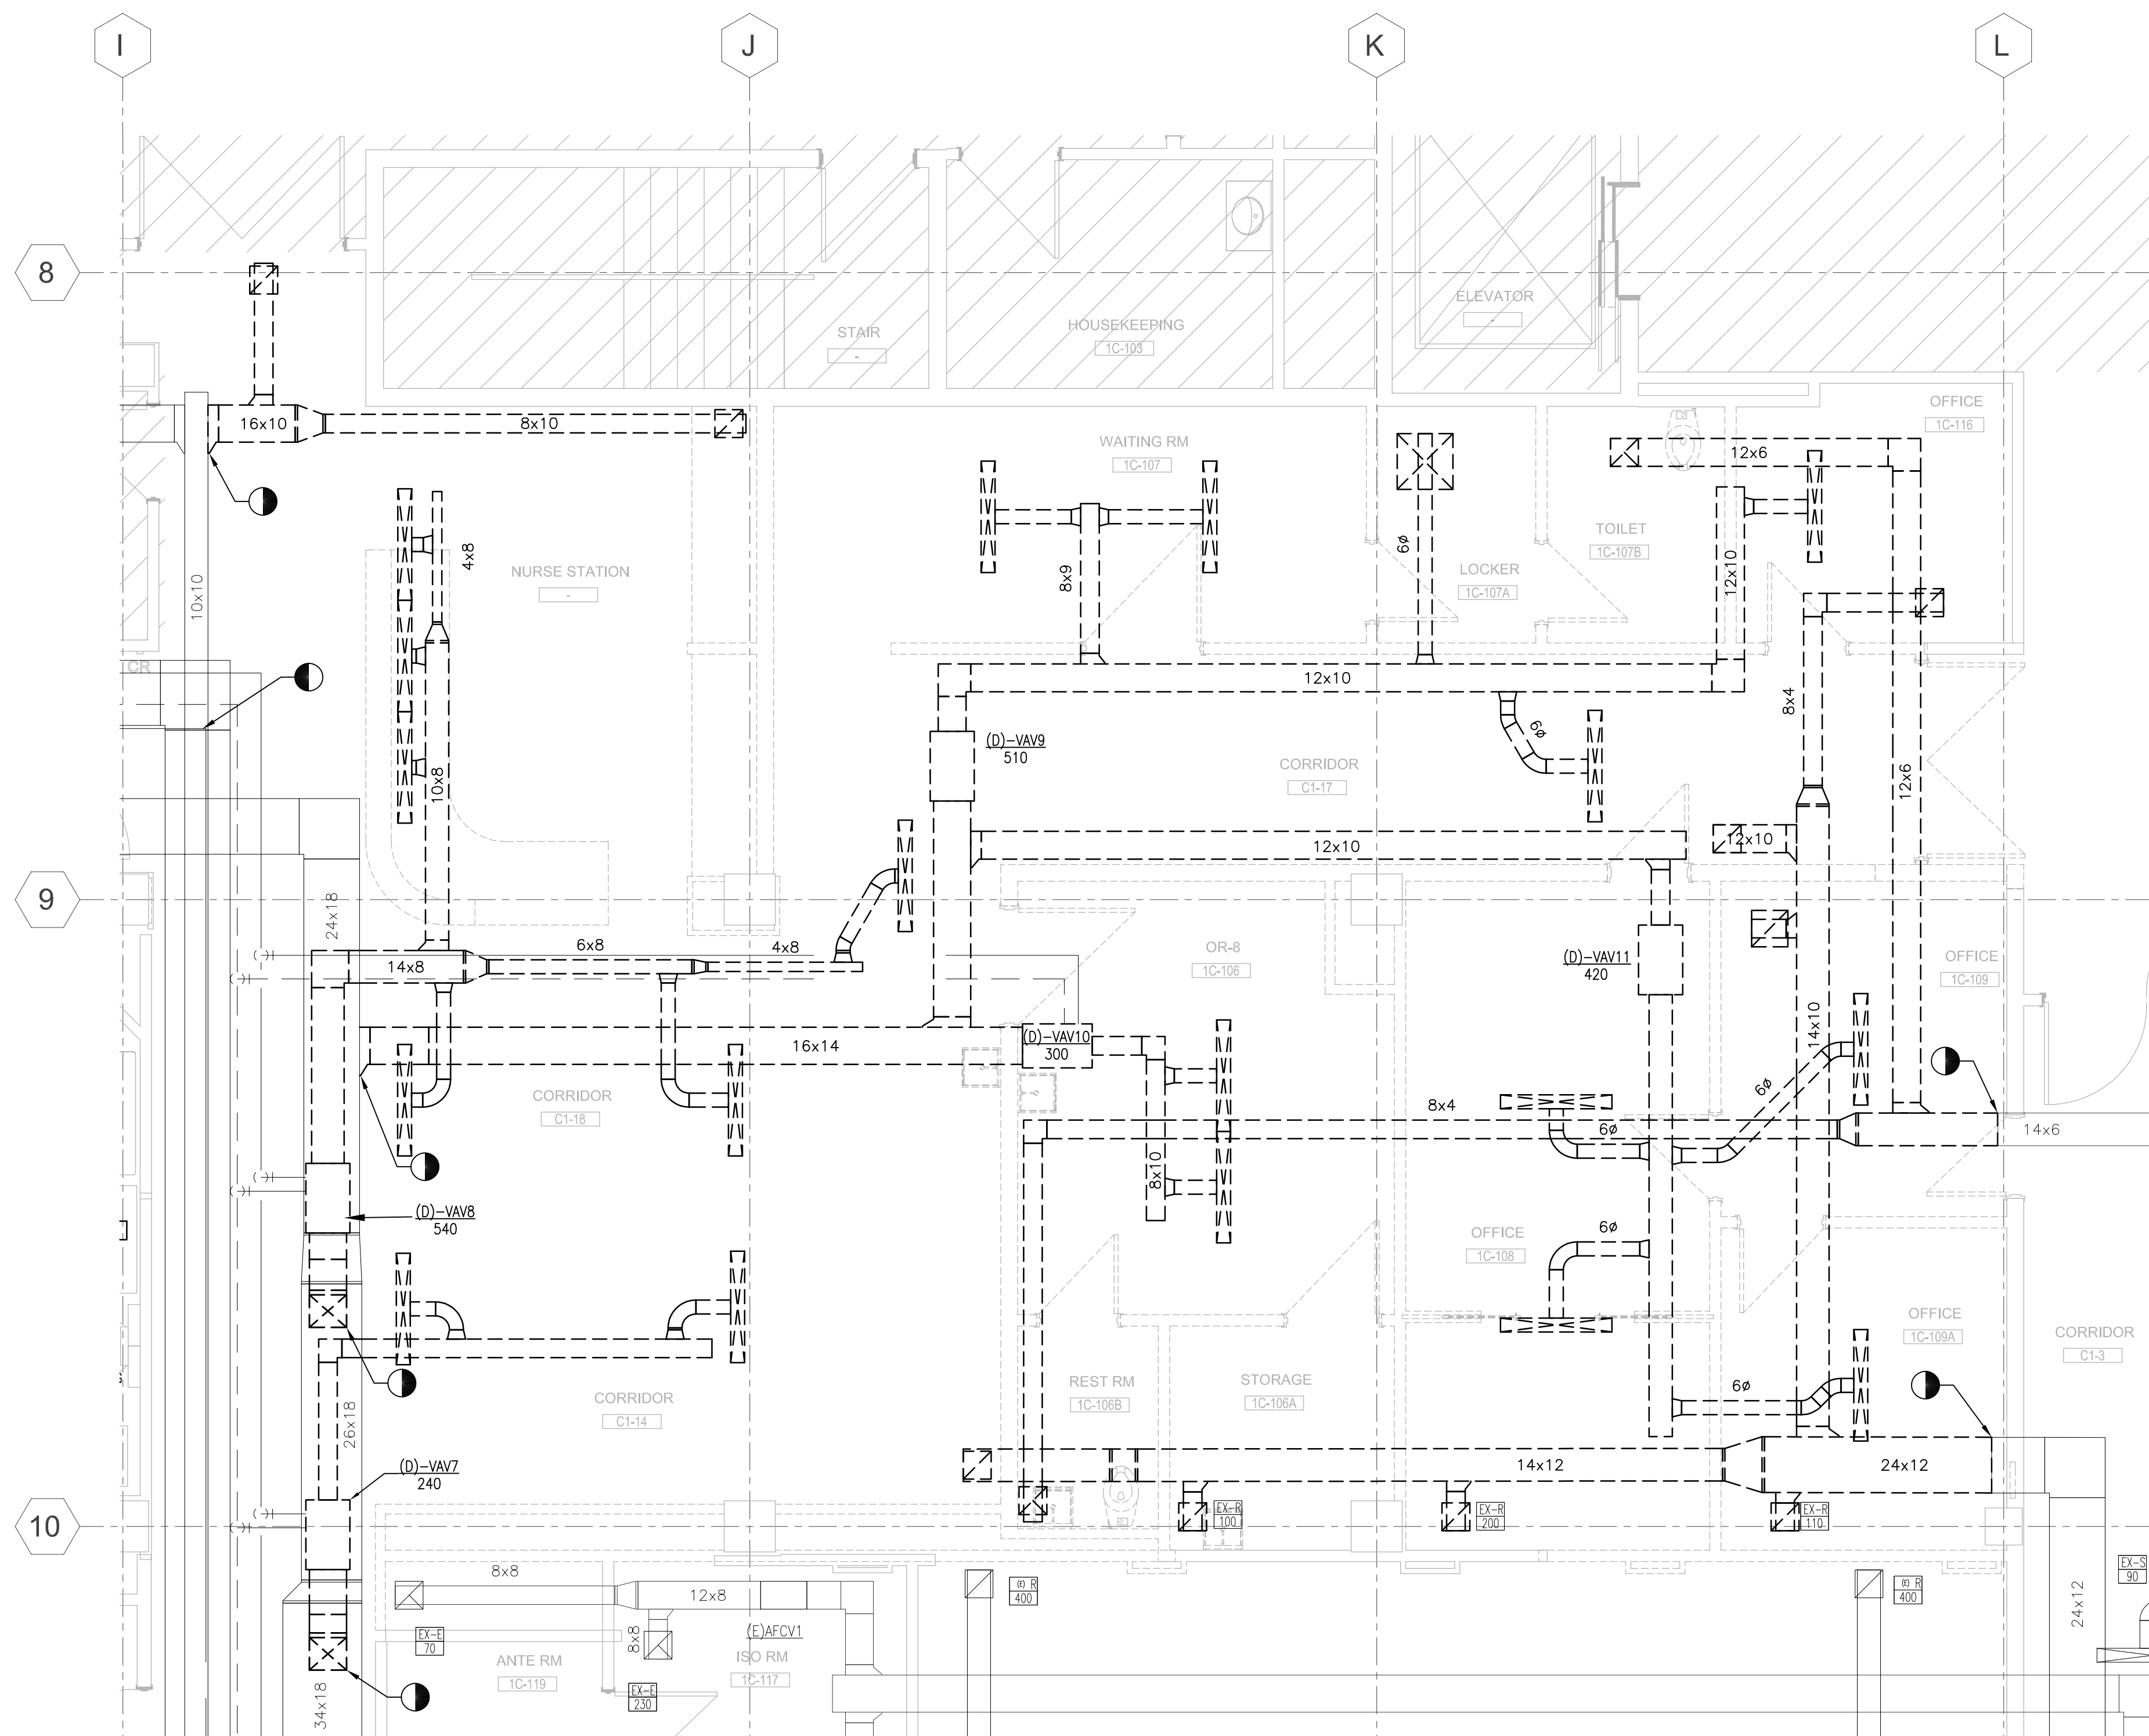 I
J
K
L
8
ELEVATOR
-
STAIR
-
HOUSEKEEPING
1C-103
OFFICE
1C-116
16x10
8x10
WAITING RM
1C-107
12x6
TOILET
1C-107B
6ø
4x8
NURSE STATION
-
8x9
LOCKER
1C-107A
12x10
10x10
CR
12x10
8x4
6ø
(D)-VAV9
510
CORRIDOR
C1-17
12x6
10x8
12x10
12x10
9
24x18
6x8
4x8
14x8
OR-8
1C-106
(D)-VAV11
420
OFFICE
1C-109
14x10
16x14
(D)-VAV10
300
CORRIDOR
C1-18
6ø
8x4
6ø
14x6
8x10
(D)-VAV8
540
OFFICE
1C-108
6ø
OFFICE
1C-109A
CORRIDOR
C1-3
REST RM
1C-106B
STORAGE
1C-106A
6ø
CORRIDOR
C1-14
26x18
(D)-VAV7
240
14x12
24x12
10
EX-R
100
EX-R
200
EX-R
110
8x8
12x8
(E) R
400
(E) R
400
EX-S
90
24x12
EX-E
70
8x8
(E)AFCV1
ANTE RM
1C-119
ISO RM
1C-117
EX-E
230
34x18